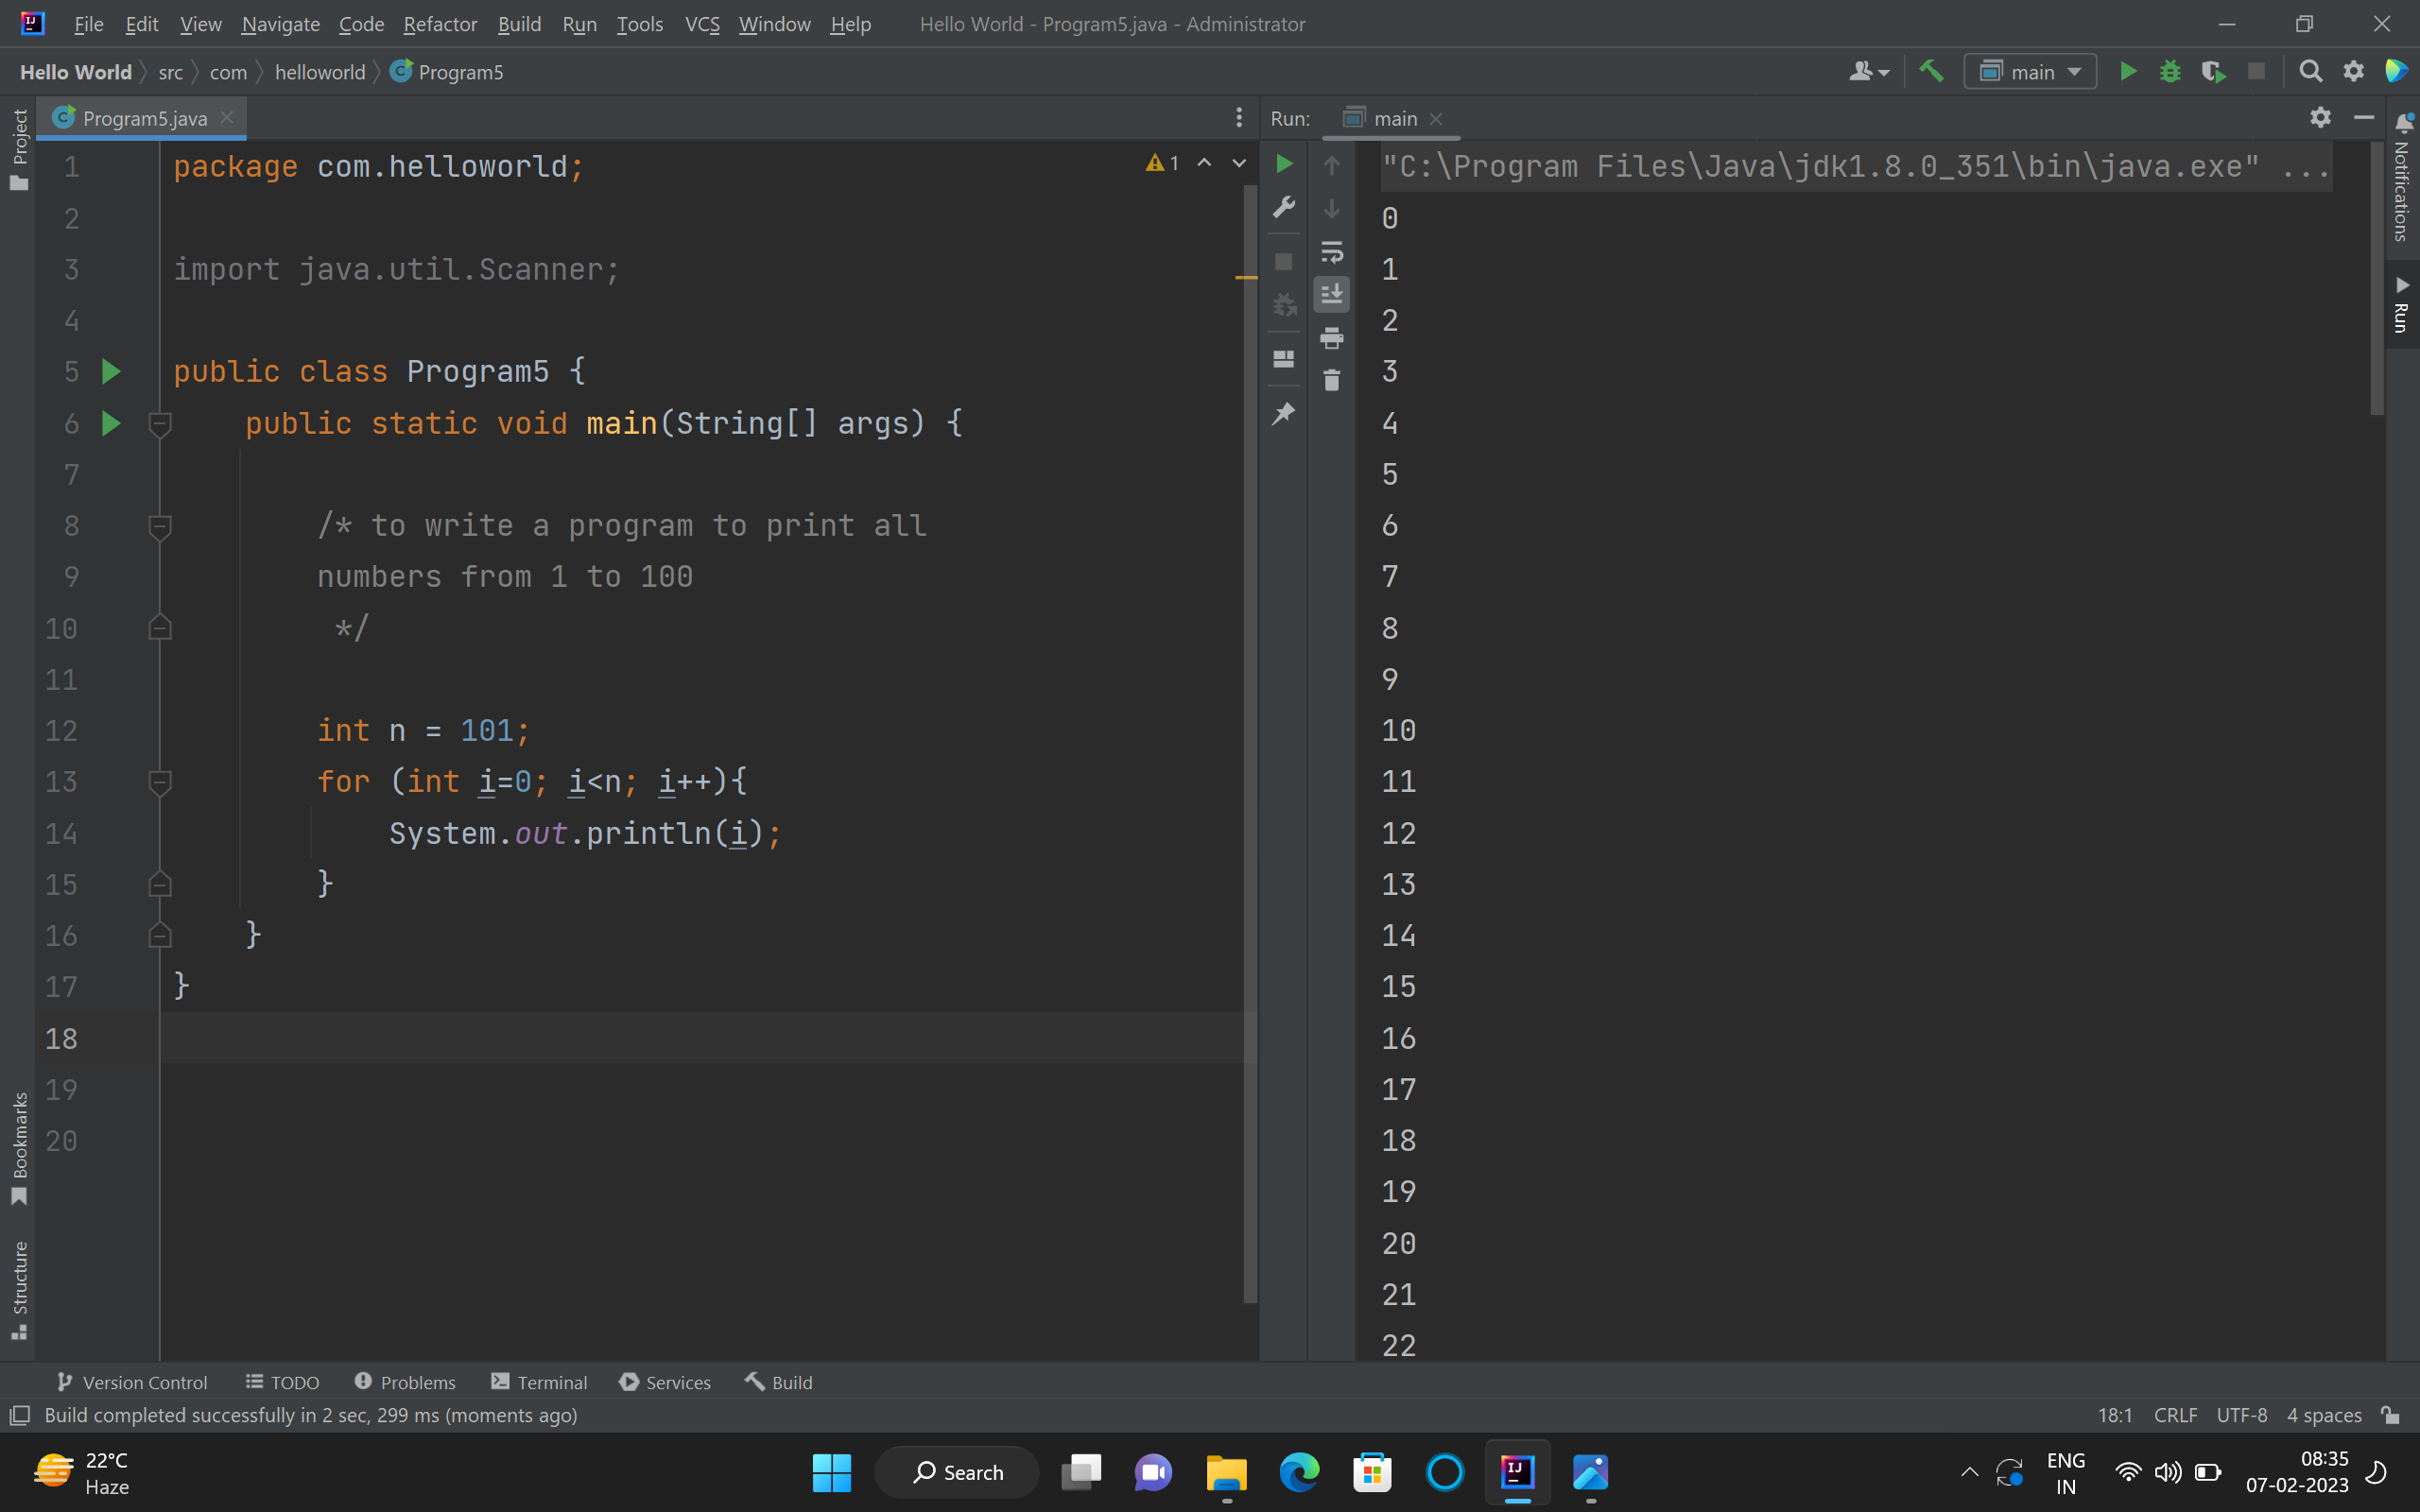 File Edit View Navigate Code Refactor Build Run Tools VCS Window Help Hello World - Program5.java - Administrator
Hello World src com helloworld Program5 main
Project
Program5.java
Run: main
1 package com.helloworld; 1
2
3 import java.util.Scanner;
4
5 public class Program5 {
6 public static void main(String[] args) {
7
8 /* to write a program to print all
9 numbers from 1 to 100
10 */
11
12 int n = 101;
13 for (int i=0; i<n; i++){
14 System.out.println(i);
15 }
16 }
17 }
18
19
20
Bookmarks
Structure
"C:\Program Files\Java\jdk1.8.0_351\bin\java.exe" ...
0
1
2
3
4
5
6
7
8
9
10
11
12
13
14
15
16
17
18
19
20
21
22
Notifications
Run
Version Control TODO Problems Terminal Services Build
Build completed successfully in 2 sec, 299 ms (moments ago) 18:1 CRLF UTF-8 4 spaces
22°C
Haze
Search
ENG
IN
08:35
07-02-2023